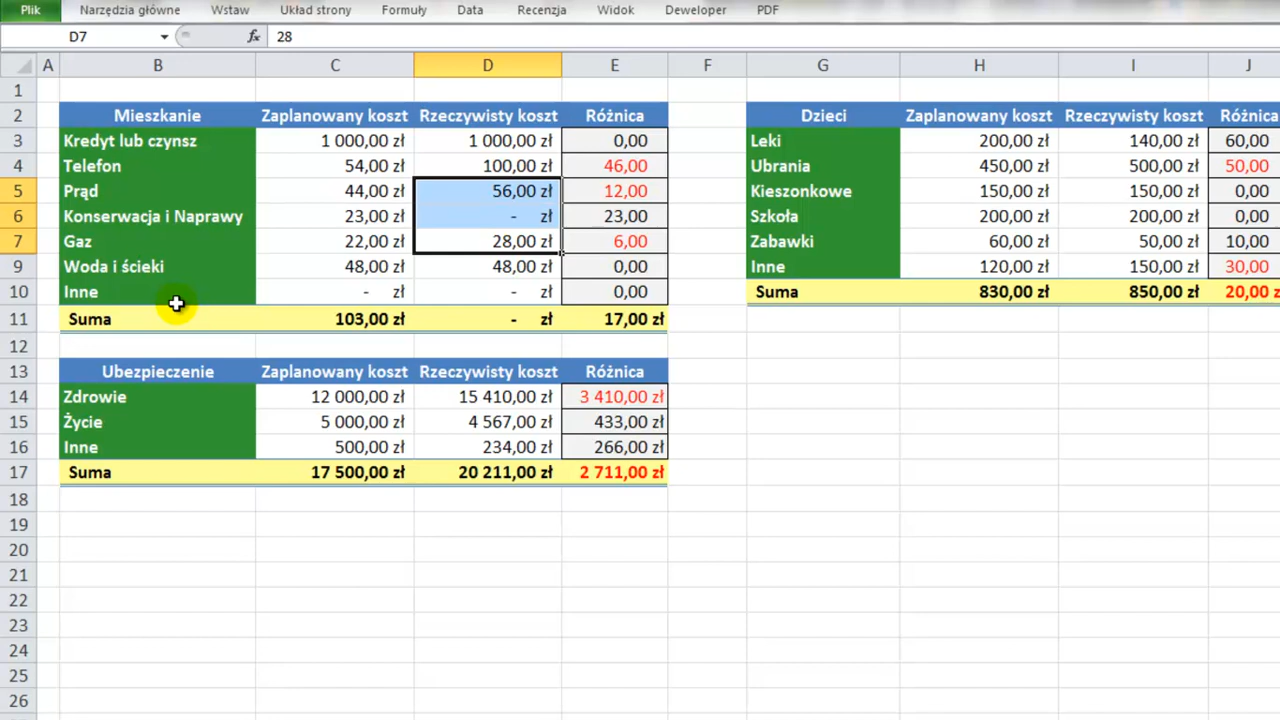 Plik Narzędzia główne Wstaw Układ strony Formuły Data Recenzja Widok Deweloper PDF
D7 fx 28
A B C D E F G H I J
1
2 Mieszkanie Zaplanowany koszt Rzeczywisty koszt Różnica Dzieci Zaplanowany koszt Rzeczywisty koszt Różnica
3 Kredyt lub czynsz 1 000,00 zł 1 000,00 zł 0,00 Leki 200,00 zł 140,00 zł 60,00
4 Telefon 54,00 zł 100,00 zł 46,00 Ubrania 450,00 zł 500,00 zł 50,00
5 Prąd 44,00 zł 56,00 zł 12,00 Kieszonkowe 150,00 zł 150,00 zł 0,00
6 Konserwacja i Naprawy 23,00 zł - zł 23,00 Szkoła 200,00 zł 200,00 zł 0,00
7 Gaz 22,00 zł 28,00 zł 6,00 Zabawki 60,00 zł 50,00 zł 10,00
9 Woda i ścieki 48,00 zł 48,00 zł 0,00 Inne 120,00 zł 150,00 zł 30,00
10 Inne - zł - zł 0,00 Suma 830,00 zł 850,00 zł 20,00 z
11 Suma 103,00 zł - zł 17,00 zł
12
13 Ubezpieczenie Zaplanowany koszt Rzeczywisty koszt Różnica
14 Zdrowie 12 000,00 zł 15 410,00 zł 3 410,00 zł
15 Życie 5 000,00 zł 4 567,00 zł 433,00 zł
16 Inne 500,00 zł 234,00 zł 266,00 zł
17 Suma 17 500,00 zł 20 211,00 zł 2 711,00 zł
18
19
20
21
22
23
24
25
26